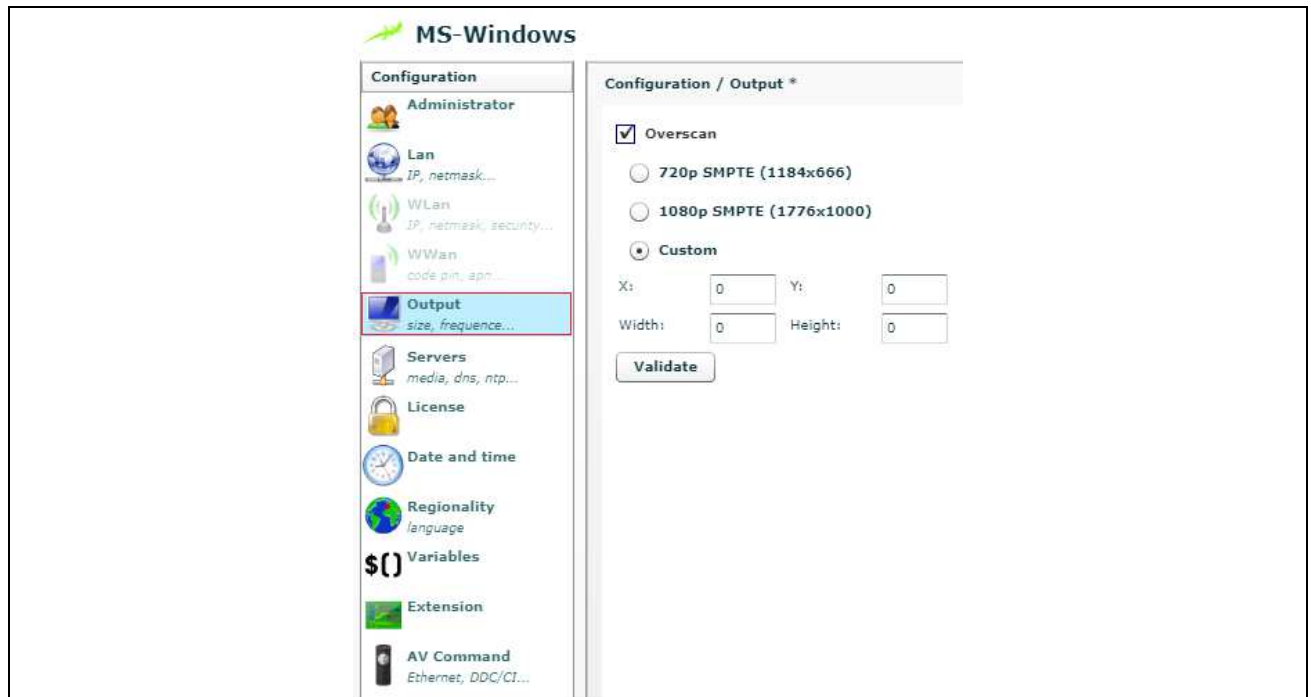 MS-Windows
Configuration
Administrator
Lan
IP, netmask...
WLan
IP, netmask, security...
WWan
code pin, apn...
Output
size, frequence...
Servers
media, dns, ntp...
License
Date and time
Regionality
language
$() Variables
Extension
AV Command
Ethernet, DDC/CI...
Configuration / Output *
Overscan
720p SMPTE (1184x666)
1080p SMPTE (1776x1000)
Custom
X: 0 Y: 0
Width: 0 Height: 0
Validate